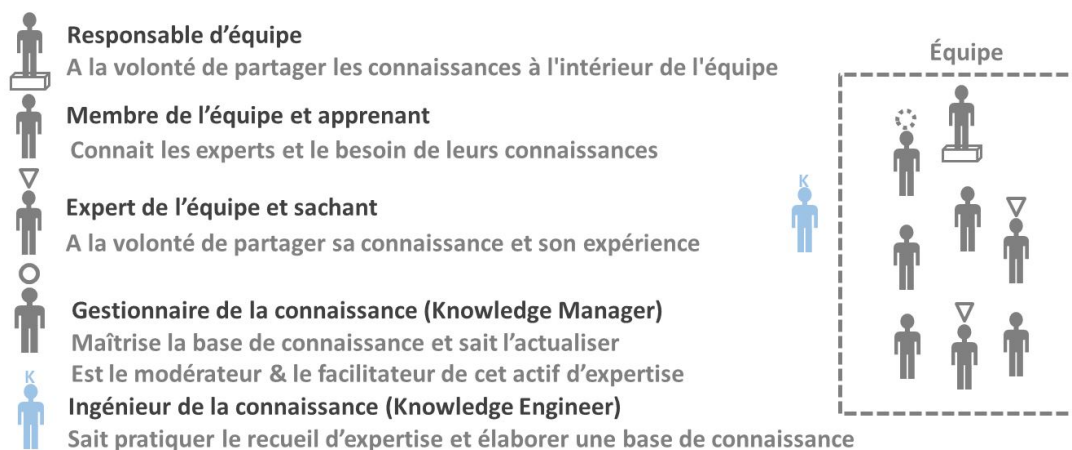 Responsable d’équipe
A la volonté de partager les connaissances à l'intérieur de l'équipe
Équipe
Membre de l’équipe et apprenant
Connait les experts et le besoin de leurs connaissances
K
Expert de l’équipe et sachant
A la volonté de partager sa connaissance et son expérience
Gestionnaire de la connaissance (Knowledge Manager)
Maîtrise la base de connaissance et sait l’actualiser
Est le modérateur & le facilitateur de cet actif d’expertise
K
Ingénieur de la connaissance (Knowledge Engineer)
Sait pratiquer le recueil d’expertise et élaborer une base de connaissance